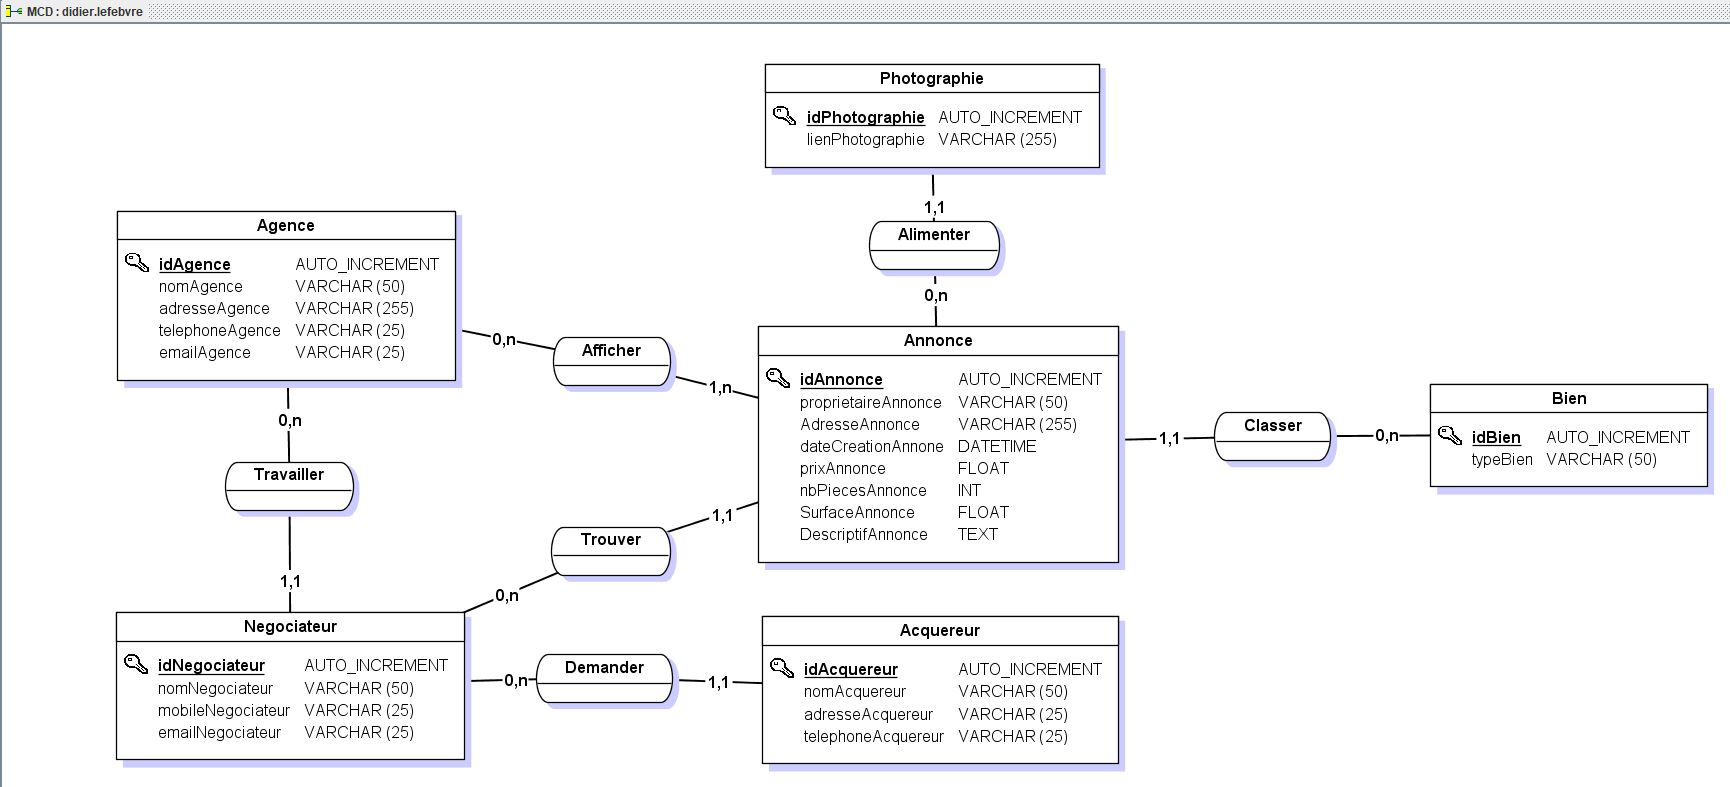 MCD : didier.lefebvre
Photographie
idPhotographie AUTO_INCREMENT
lienPhotographie VARCHAR (255)
1,1
Alimenter
0,n
Agence
idAgence AUTO_INCREMENT
nomAgence VARCHAR (50)
adresseAgence VARCHAR (255)
telephoneAgence VARCHAR (25)
emailAgence VARCHAR (25)
0,n
Afficher
1,n
Annonce
idAnnonce AUTO_INCREMENT
proprietaireAnnonce VARCHAR (50)
AdresseAnnonce VARCHAR (255)
dateCreationAnnone DATETIME
prixAnnonce FLOAT
nbPiecesAnnonce INT
SurfaceAnnonce FLOAT
DescriptifAnnonce TEXT
1,1
Classer
0,n
Bien
idBien AUTO_INCREMENT
typeBien VARCHAR (50)
0,n
Travailler
1,1
1,1
Trouver
0,n
Negociateur
idNegociateur AUTO_INCREMENT
nomNegociateur VARCHAR (50)
mobileNegociateur VARCHAR (25)
emailNegociateur VARCHAR (25)
0,n
Demander
1,1
Acquereur
idAcquereur AUTO_INCREMENT
nomAcquereur VARCHAR (50)
adresseAcquereur VARCHAR (25)
telephoneAcquereur VARCHAR (25)